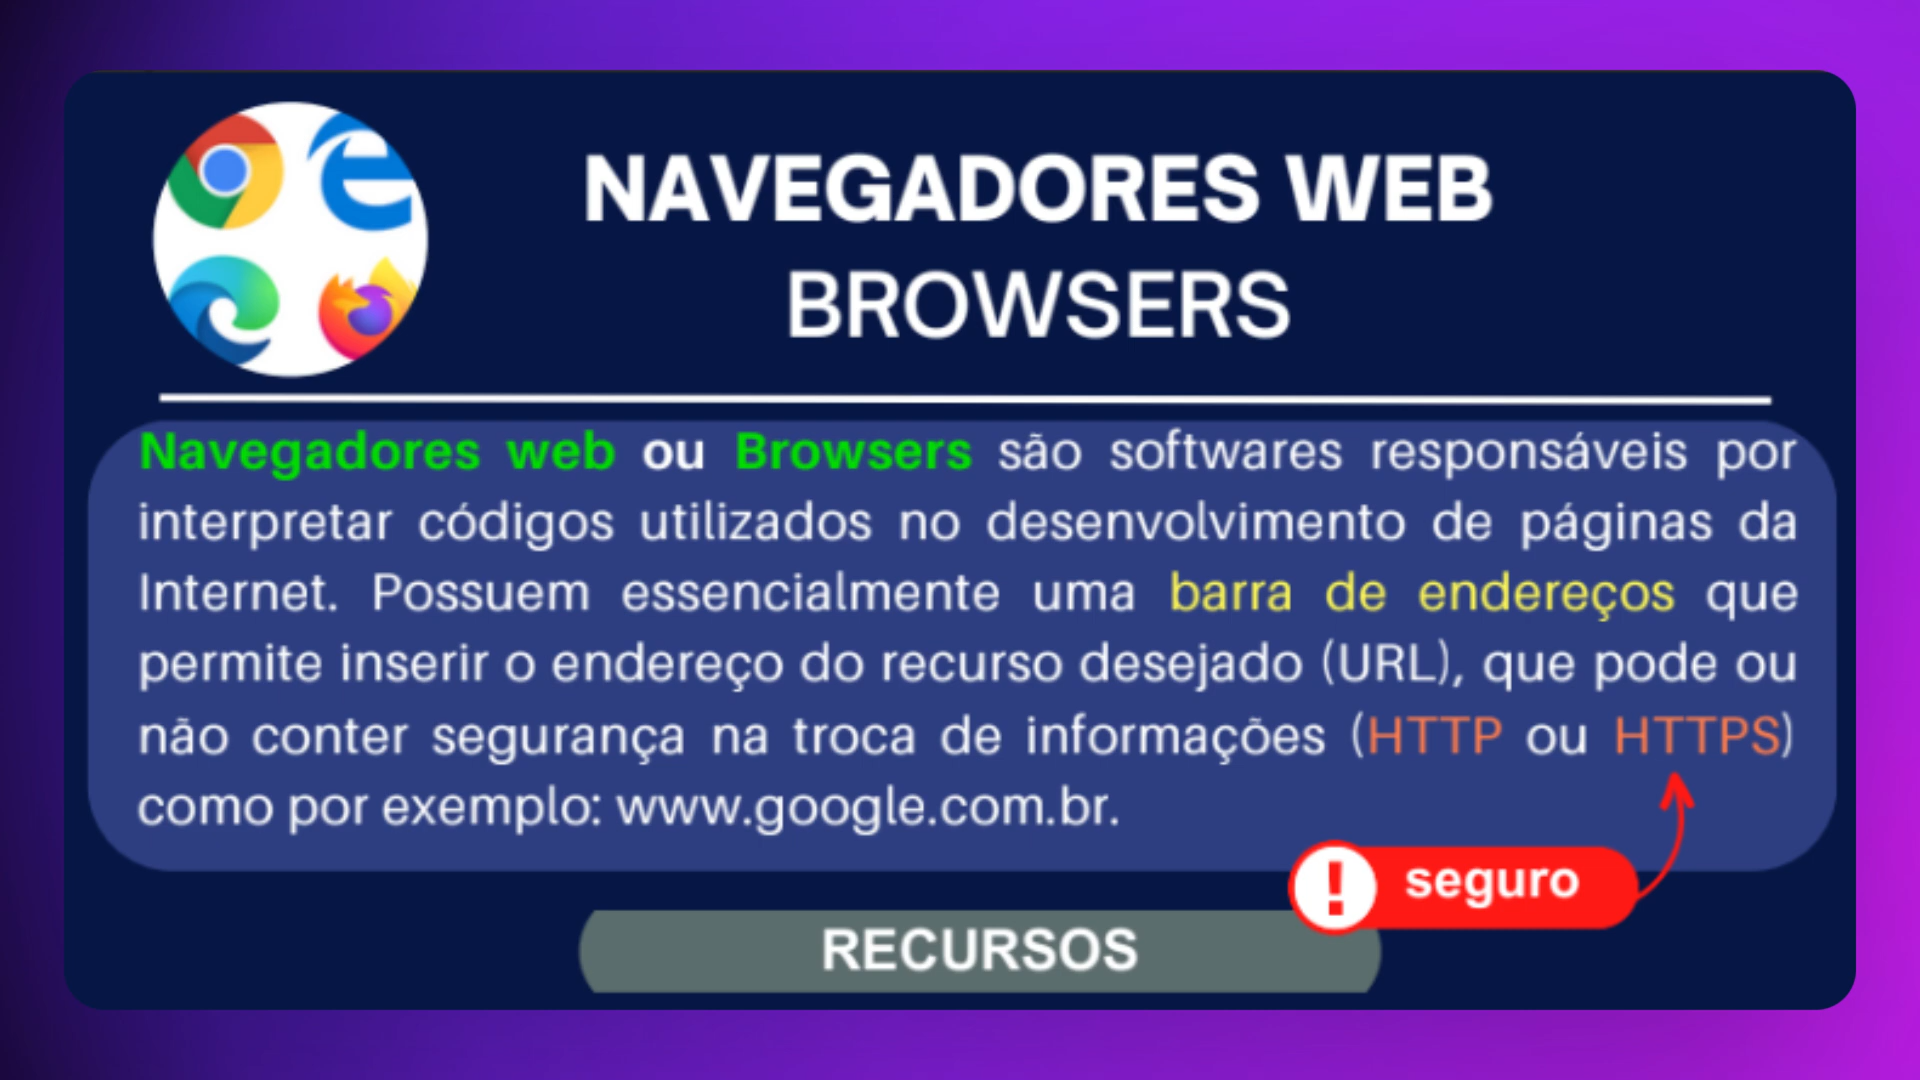 NAVEGADORES WEB
BROWSERS
Navegadores web ou Browsers são softwares responsáveis por
interpretar códigos utilizados no desenvolvimento de páginas da
Internet. Possuem essencialmente uma barra de endereços que
permite inserir o endereço do recurso desejado (URL), que pode ou
não conter segurança na troca de informações (HTTP ou HTTPS)
como por exemplo: www.google.com.br.
! seguro
RECURSOS